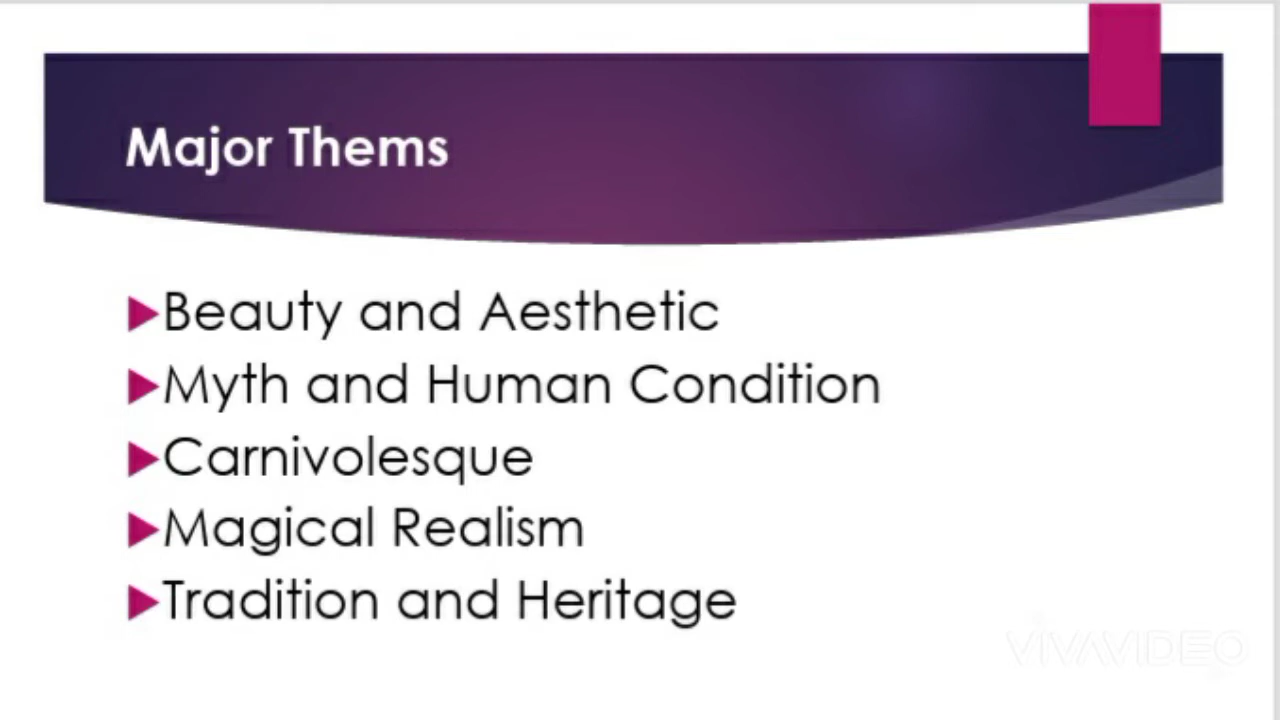 Major Thems
Beauty and Aesthetic
Myth and Human Condition
Carnivolesque
Magical Realism
Tradition and Heritage
VIVAVIDEO